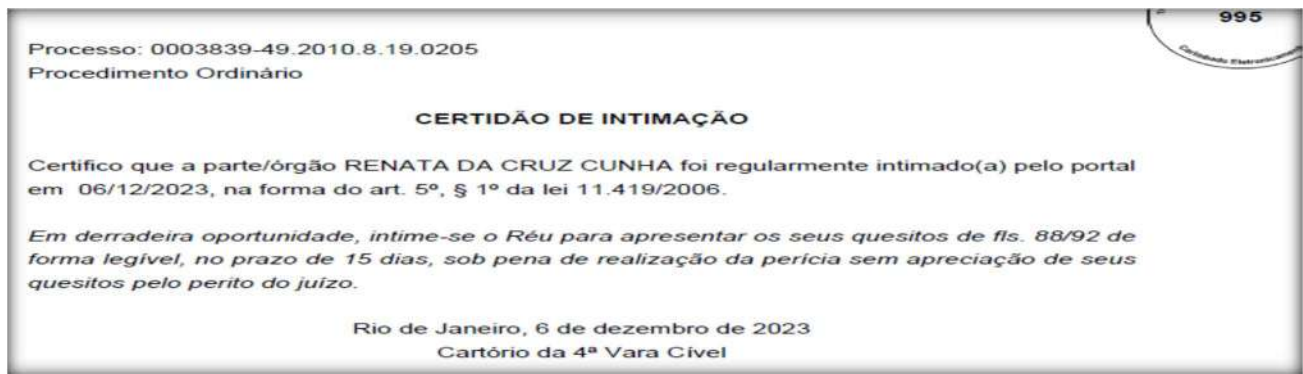 995
Carimbado Eletronicamente
Processo: 0003839-49.2010.8.19.0205
Procedimento Ordinário
CERTIDÃO DE INTIMAÇÃO
Certifico que a parte/órgão RENATA DA CRUZ CUNHA foi regularmente intimado(a) pelo portal
em 06/12/2023, na forma do art. 5º, § 1º da lei 11.419/2006.
Em derradeira oportunidade, intime-se o Réu para apresentar os seus quesitos de fls. 88/92 de
forma legível, no prazo de 15 dias, sob pena de realização da perícia sem apreciação de seus
quesitos pelo perito do juízo.
Rio de Janeiro, 6 de dezembro de 2023
Cartório da 4ª Vara Cível